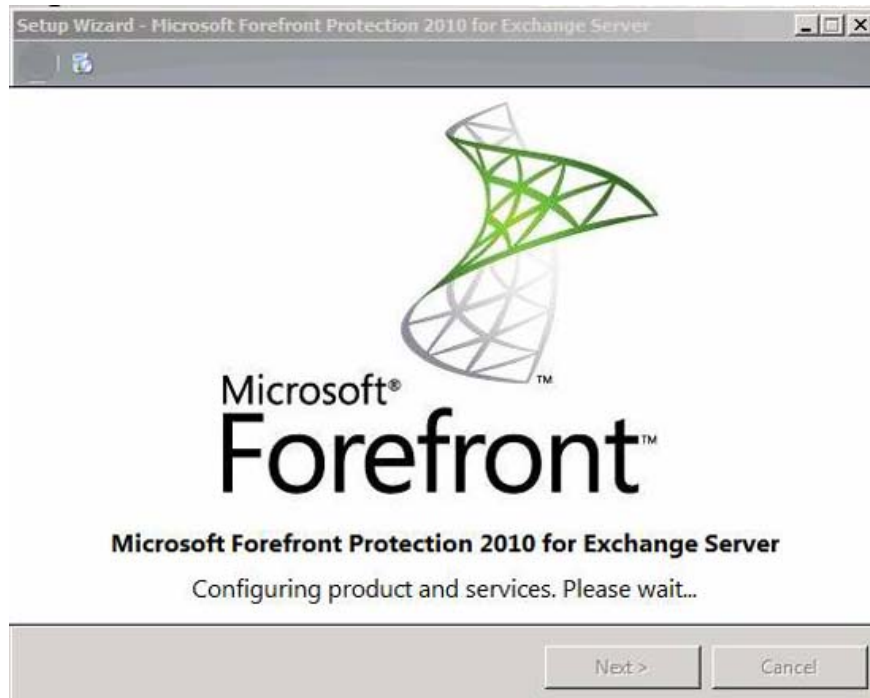 Setup Wizard - Microsoft Forefront Protection 2010 for Exchange Server
Microsoft®
Forefront™
TM
Microsoft Forefront Protection 2010 for Exchange Server
Configuring product and services. Please wait...
Next >
Cancel